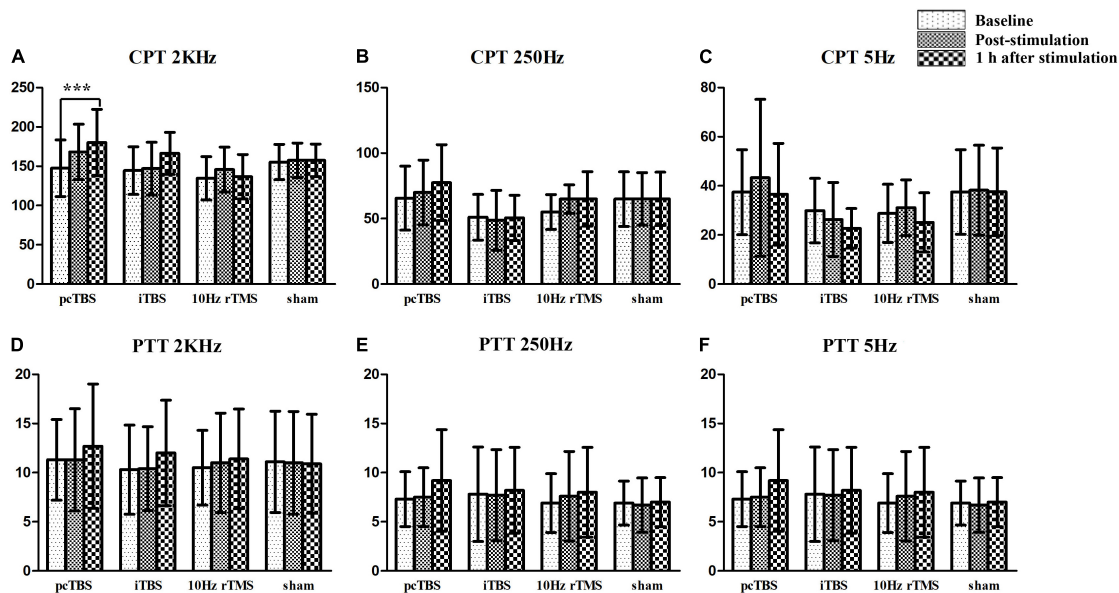 Baseline
Post-stimulation
1 h after stimulation
A
CPT 2KHz
250
200
150
100
50
0
***
pcTBS
iTBS
10Hz rTMS
sham
B
CPT 250Hz
150
100
50
0
pcTBS
iTBS
10Hz rTMS
sham
C
CPT 5Hz
80
60
40
20
0
pcTBS
iTBS
10Hz rTMS
sham
D
PTT 2KHz
20
15
10
5
0
pcTBS
iTBS
10Hz rTMS
sham
E
PTT 250Hz
20
15
10
5
0
pcTBS
iTBS
10Hz rTMS
sham
F
PTT 5Hz
20
15
10
5
0
pcTBS
iTBS
10Hz rTMS
sham